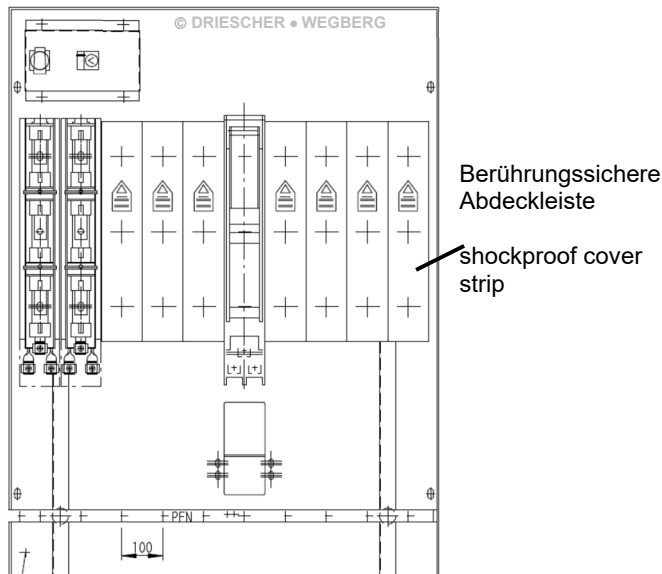 © DRIESCHER • WEGBERG
Berührungssichere
Abdeckleiste
shockproof cover
strip
PEN
100